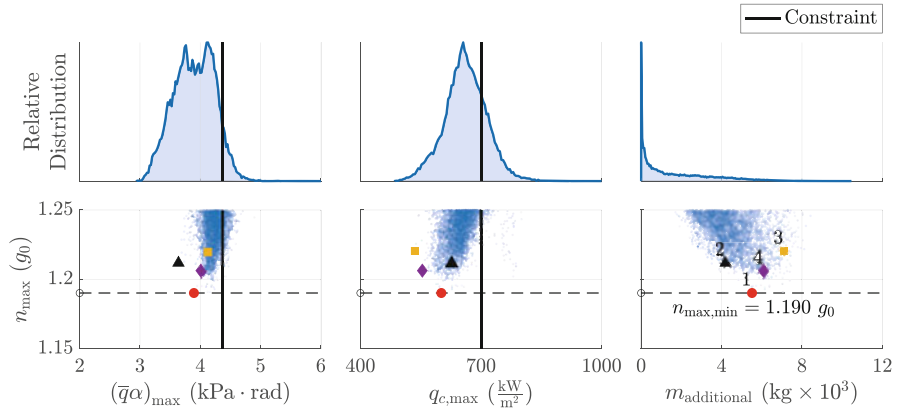 Constraint
Relative
Distribution
n_max (g_0)
1.25
1.2
1.15
2 3 4 5 6
(q̅α)_max (kPa · rad)
400 700 1000
q_c,max (kW/m²)
2
3
4
1
n_max,min = 1.190 g_0
0 4 8 12
m_additional (kg × 10³)